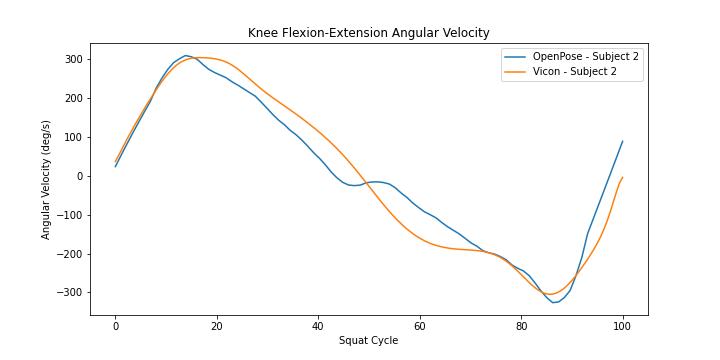 Knee Flexion-Extension Angular Velocity
OpenPose - Subject 2
Vicon - Subject 2
Angular Velocity (deg/s)
300
200
100
0
−100
−200
−300
0 20 40 60 80 100
Squat Cycle